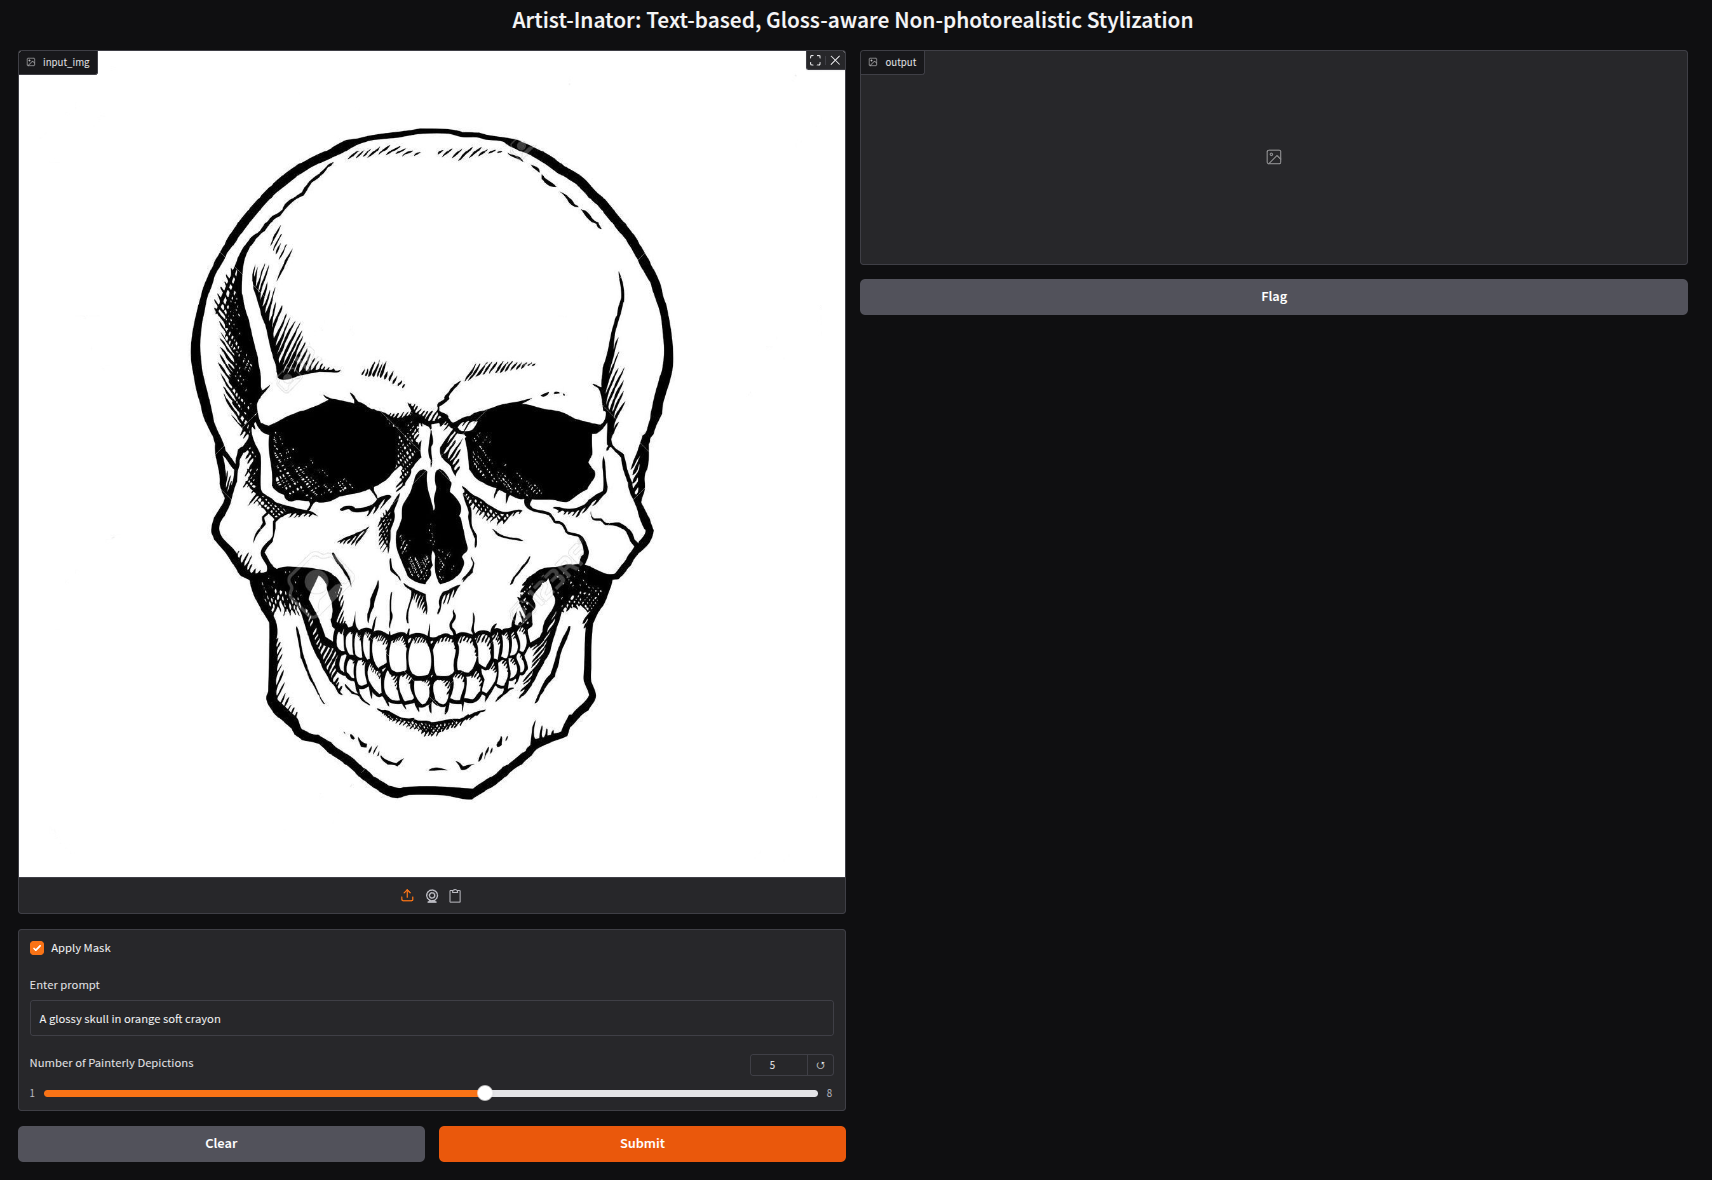 Artist-Inator: Text-based, Gloss-aware Non-photorealistic Stylization
input_img
output
Flag
Apply Mask
Enter prompt
A glossy skull in orange soft crayon
Number of Painterly Depictions
5
1
8
Clear
Submit